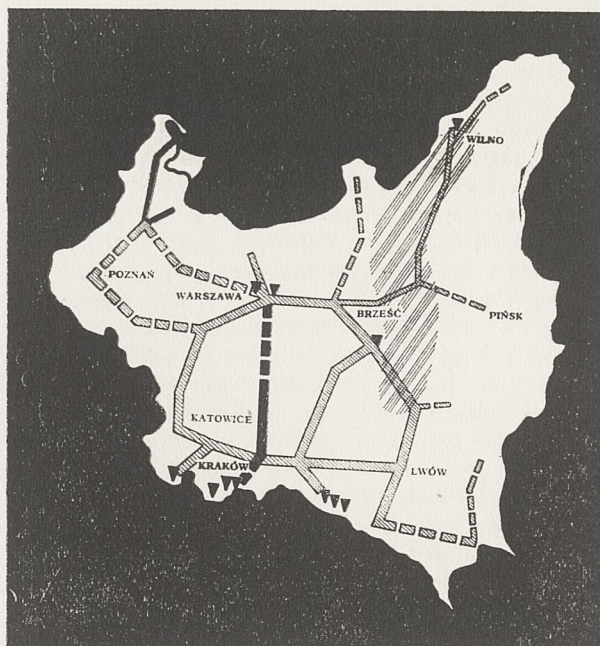 WILNO
POZNAŃ
WARSZAWA
BRZEŚĆ
PIŃSK
KATOWICE
KRAKÓW
LWÓW